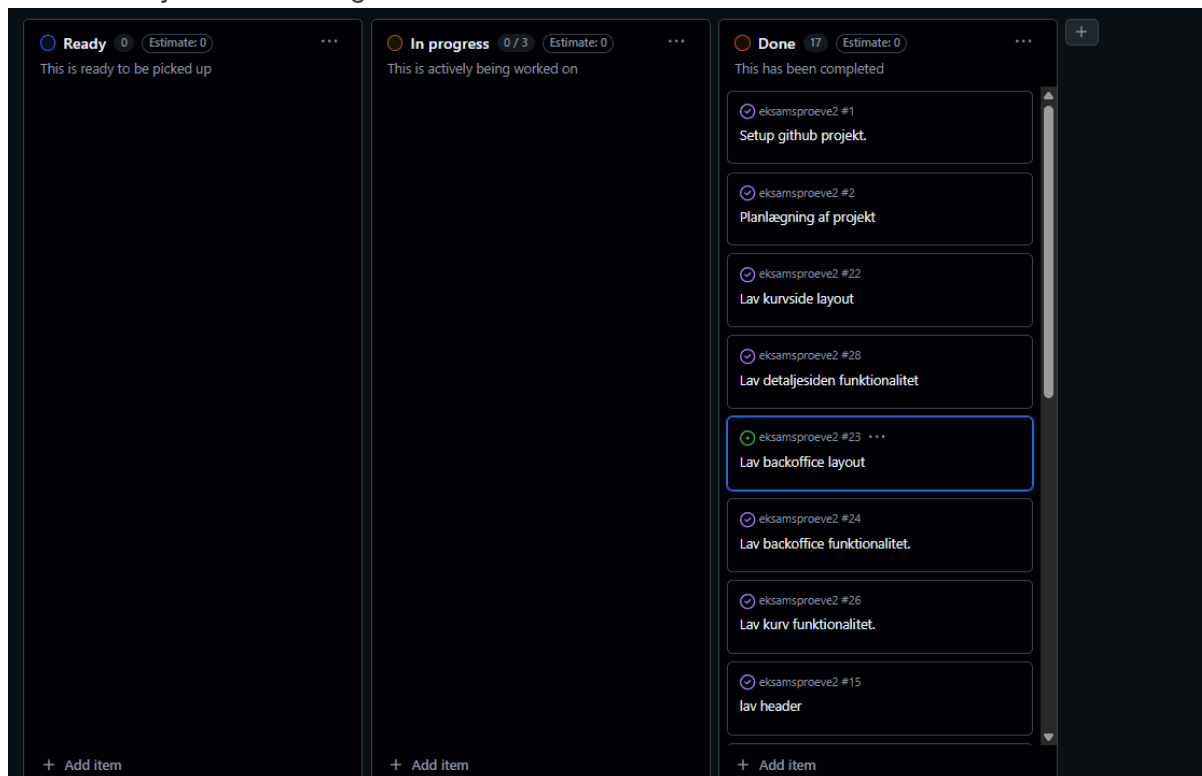 Ready 0 Estimate: 0 ...
This is ready to be picked up
+ Add item
In progress 0 / 3 Estimate: 0 ...
This is actively being worked on
+ Add item
Done 17 Estimate: 0 ...
This has been completed
eksamsproeve2 #1
Setup github projekt.
eksamsproeve2 #2
Planlægning af projekt
eksamsproeve2 #22
Lav kurvside layout
eksamsproeve2 #28
Lav detaljesiden funktionalitet
eksamsproeve2 #23 ...
Lav backoffice layout
eksamsproeve2 #24
Lav backoffice funktionalitet.
eksamsproeve2 #26
Lav kurv funktionalitet.
eksamsproeve2 #15
lav header
+ Add item
+